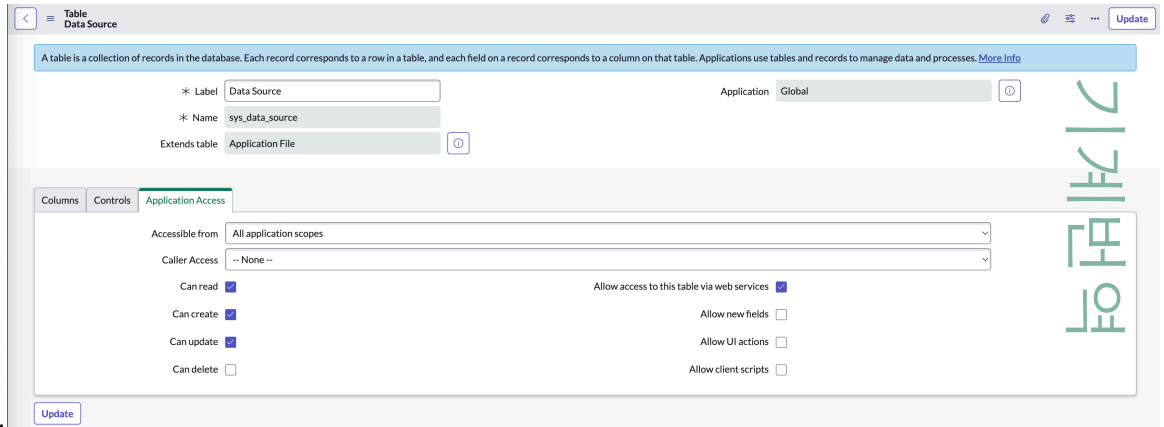 Table
Data Source
Update
A table is a collection of records in the database. Each record corresponds to a row in a table, and each field on a record corresponds to a column on that table. Applications use tables and records to manage data and processes. More Info
Label Data Source
Application Global
Name sys_data_source
Extends table Application File
Columns Controls Application Access
Accessible from All application scopes
Caller Access -- None --
Can read
Allow access to this table via web services
Can create
Allow new fields
Can update
Allow UI actions
Can delete
Allow client scripts
Update
기계번역